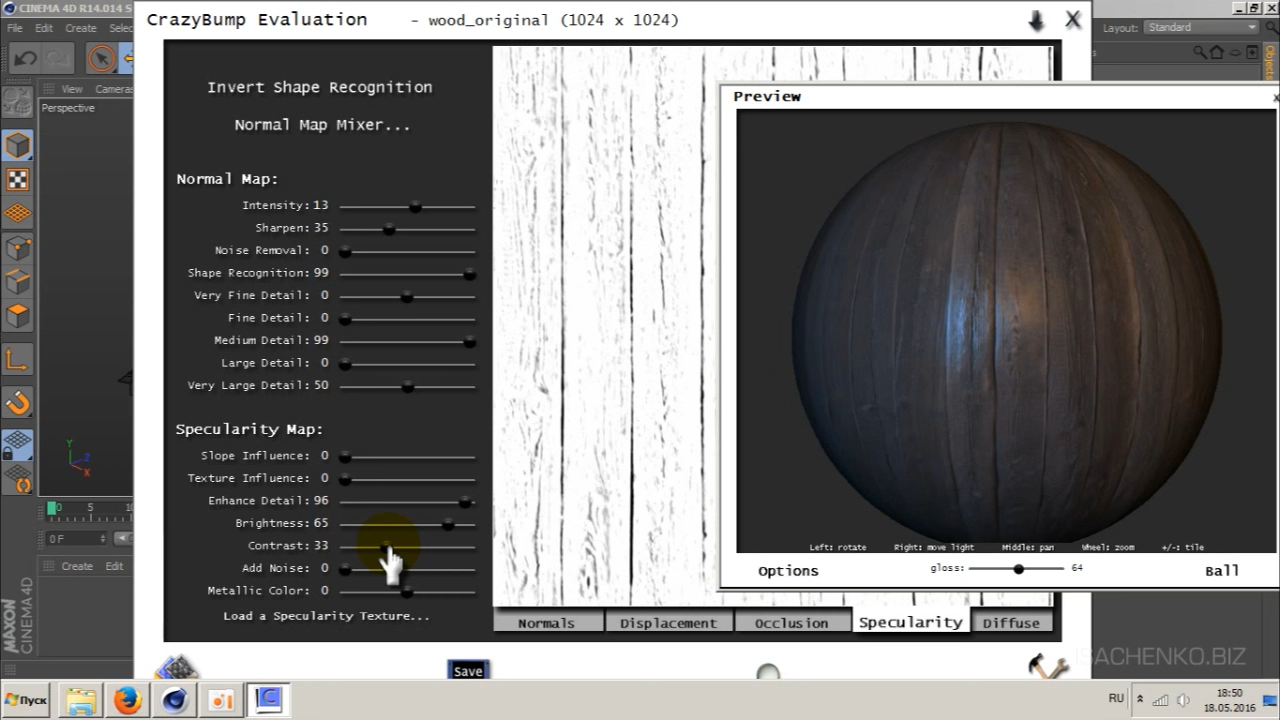 CINEMA 4D R14.014 S
File Edit Create Selec
Layout: Standard
View Cameras
Perspective
Objects
CrazyBump Evaluation - wood_original (1024 x 1024)
X
Invert Shape Recognition
Normal Map Mixer...
Normal Map:
Intensity: 13
Sharpen: 35
Noise Removal: 0
Shape Recognition: 99
Very Fine Detail: 0
Fine Detail: 0
Medium Detail: 99
Large Detail: 0
Very Large Detail: 50
Specularity Map:
Slope Influence: 0
Texture Influence: 0
Enhance Detail: 96
Brightness: 65
Contrast: 33
Add Noise: 0
Metallic Color: 0
Load a Specularity Texture...
Preview
x
Left: rotate Right: move light Middle: pan Wheel: zoom +/-: tile
Options gloss: 64 Ball
Normals Displacement Occlusion Specularity Diffuse
Save
Y
Z
X
0 5 10
0 F
Create Edit
MAXON
CINEMA 4D
ISACHENKO.BIZ
Пуск
RU
18:50
18.05.2016